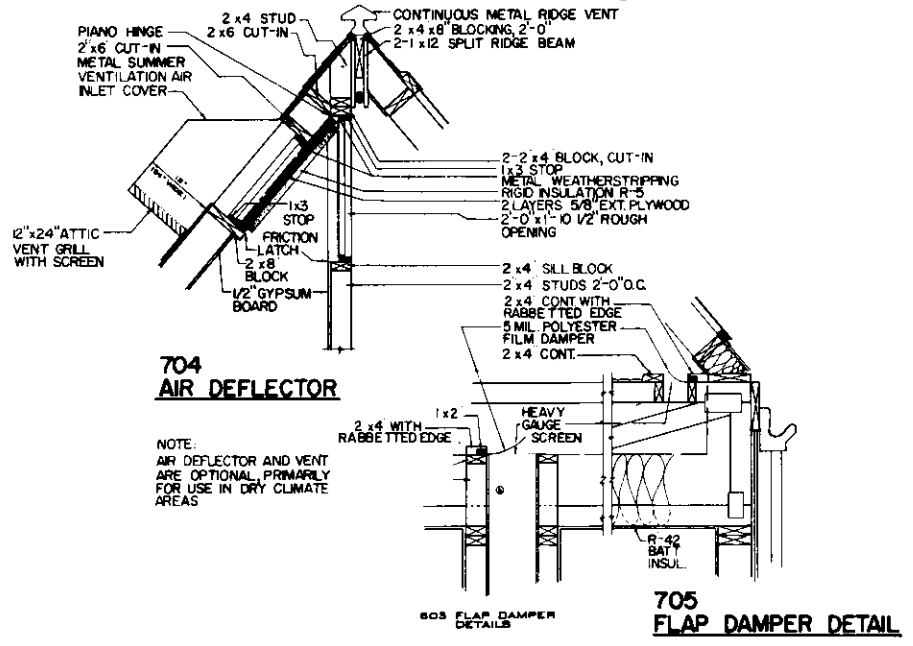 2 x 4 STUD
2 x 6 CUT-IN
PIANO HINGE
2"x6" CUT-IN
METAL SUMMER
VENTILATION AIR
INLET COVER
CONTINUOUS METAL RIDGE VENT
2 x 4 x 8" BLOCKING, 2'-0"
2-1 x 12 SPLIT RIDGE BEAM
2-2"x 4" BLOCK, CUT-IN
1x3 STOP
METAL WEATHERSTRIPPING
RIGID INSULATION R-5
2 LAYERS 5/8" EXT. PLYWOOD
2'-0"x 1'-10 1/2" ROUGH
OPENING
12"x24" ATTIC
VENT GRILL
WITH SCREEN
1x3
STOP
FRICTION
LATCH
2 x 8
BLOCK
1/2" GYPSUM
BOARD
2 x 4" SILL BLOCK
2"x4" STUDS 2'-0" O.C.
2 x 4" CONT. WITH
RABBETTED EDGE
5 MIL. POLYESTER
FILM DAMPER
2 x 4" CONT.
704
AIR DEFLECTOR
NOTE:
AIR DEFLECTOR AND VENT
ARE OPTIONAL, PRIMARILY
FOR USE IN DRY CLIMATE
AREAS
1 x 2"
2 x 4" WITH
RABBETTED EDGE
HEAVY
GAUGE
SCREEN
R-42
BATT
INSUL.
603 FLAP DAMPER
DETAILS
705
FLAP DAMPER DETAIL